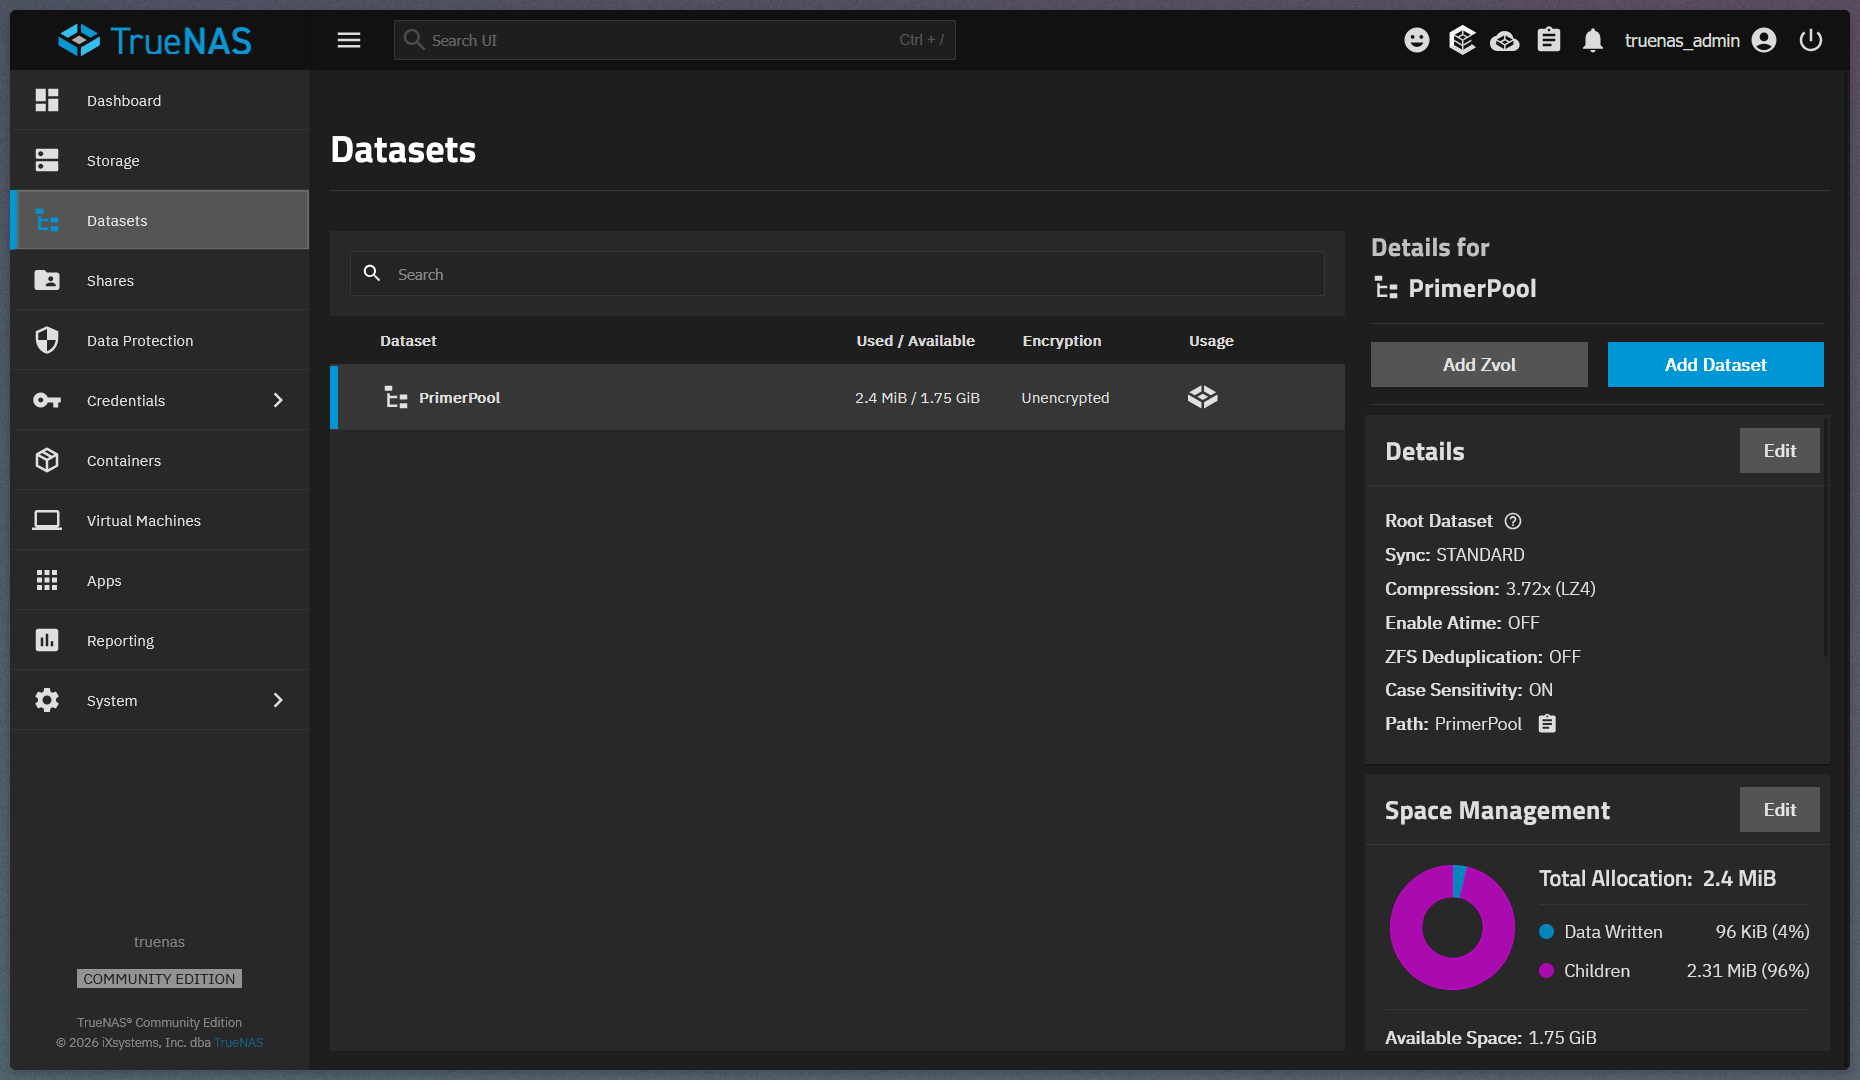 TrueNAS
Search UI
Ctrl + /
truenas_admin
Dashboard
Storage
Datasets
Shares
Data Protection
Credentials
Containers
Virtual Machines
Apps
Reporting
System
truenas
COMMUNITY EDITION
TrueNAS® Community Edition
© 2026 iXsystems, Inc. dba TrueNAS
Datasets
Search
Dataset Used / Available Encryption Usage
PrimerPool 2.4 MiB / 1.75 GiB Unencrypted
Details for
PrimerPool
Add Zvol Add Dataset
Details Edit
Root Dataset
Sync: STANDARD
Compression: 3.72x (LZ4)
Enable Atime: OFF
ZFS Deduplication: OFF
Case Sensitivity: ON
Path: PrimerPool
Space Management Edit
Total Allocation: 2.4 MiB
Data Written 96 KiB (4%)
Children 2.31 MiB (96%)
Available Space: 1.75 GiB